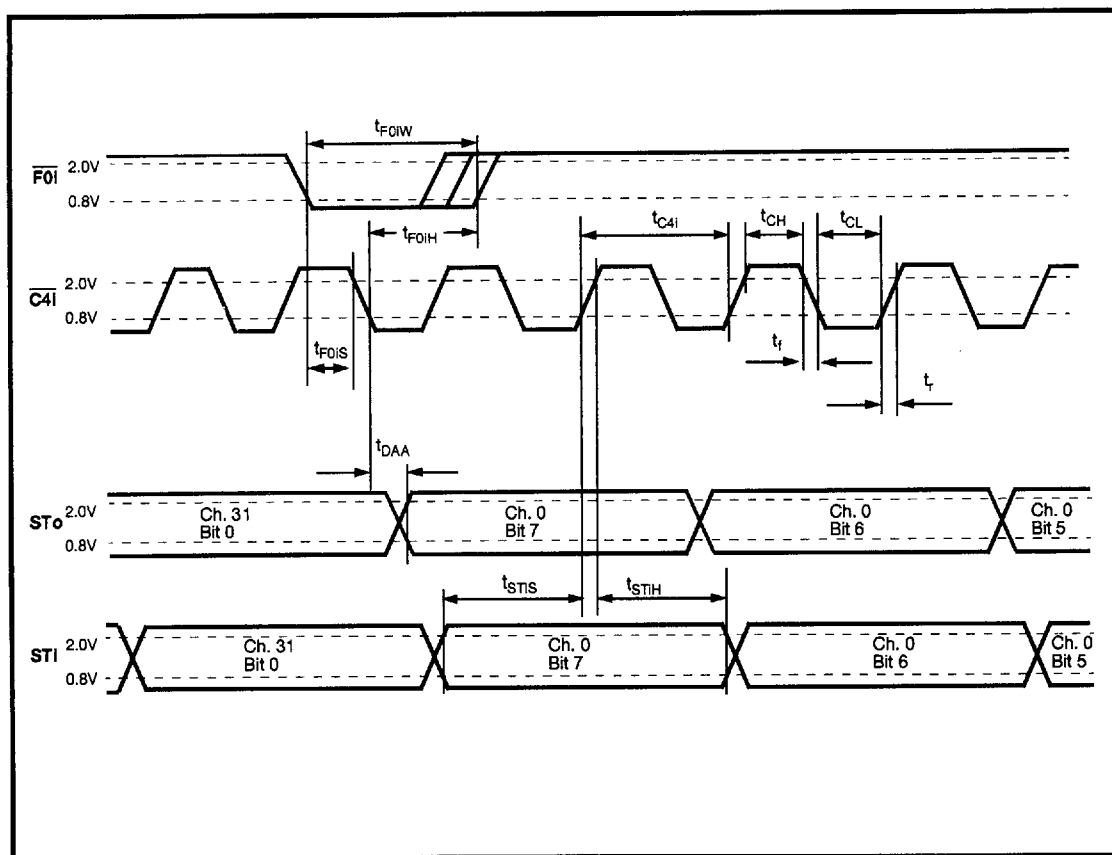 tF0iW
F0i
2.0V
0.8V
tF0iH
tC4i
tCH
tCL
C4i
2.0V
0.8V
tF0iS
tf
tr
tDAA
STo
2.0V
0.8V
Ch. 31
Bit 0
Ch. 0
Bit 7
Ch. 0
Bit 6
Ch. 0
Bit 5
tSTiS
tSTiH
STi
2.0V
0.8V
Ch. 31
Bit 0
Ch. 0
Bit 7
Ch. 0
Bit 6
Ch. 0
Bit 5